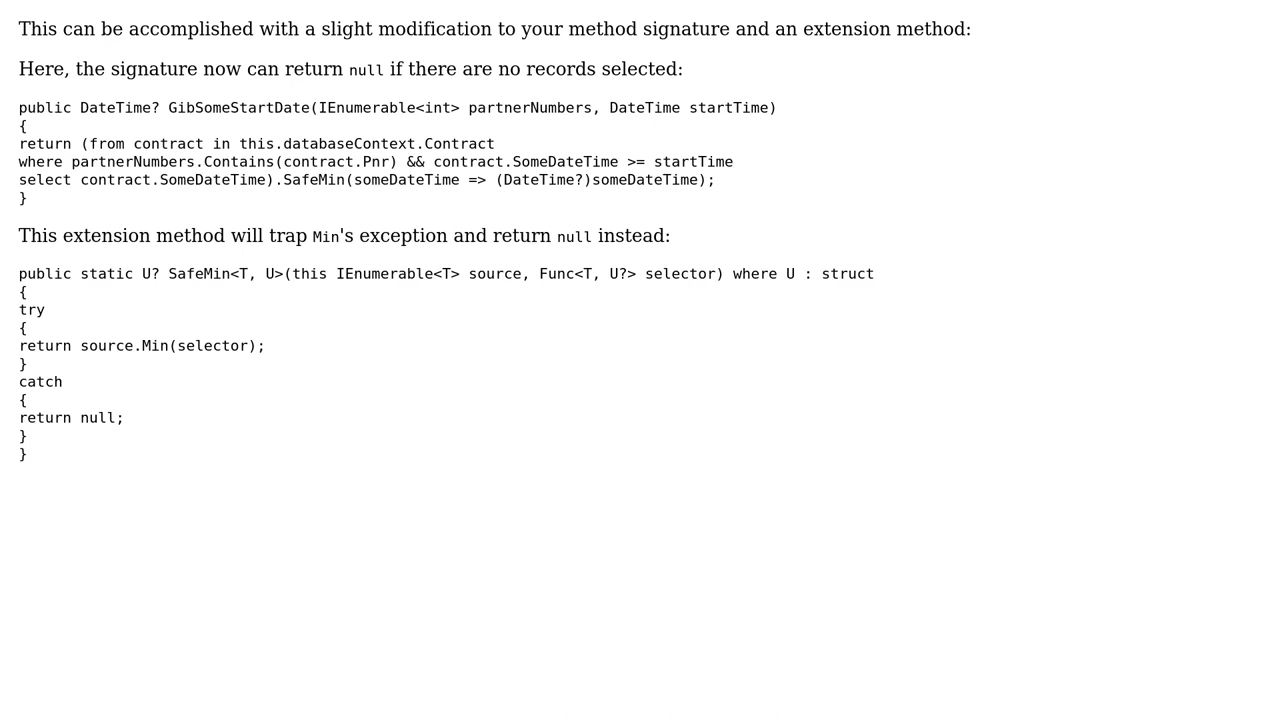 This can be accomplished with a slight modification to your method signature and an extension method:
Here, the signature now can return null if there are no records selected:
public DateTime? GibSomeStartDate(IEnumerable<int> partnerNumbers, DateTime startTime)
{
return (from contract in this.databaseContext.Contract
where partnerNumbers.Contains(contract.Pnr) && contract.SomeDateTime >= startTime
select contract.SomeDateTime).SafeMin(someDateTime => (DateTime?)someDateTime);
}
This extension method will trap Min's exception and return null instead:
public static U? SafeMin<T, U>(this IEnumerable<T> source, Func<T, U?> selector) where U : struct
{
try
{
return source.Min(selector);
}
catch
{
return null;
}
}